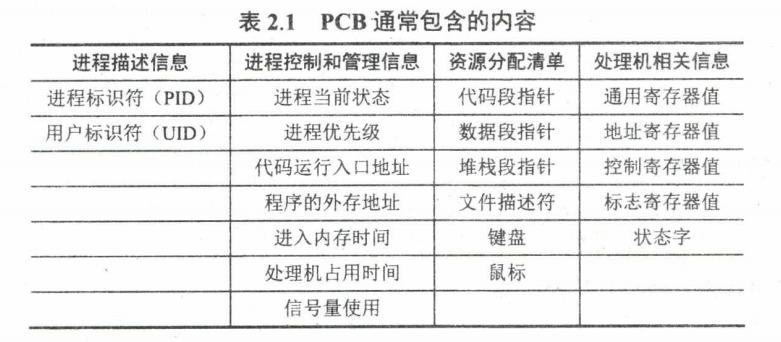 表 2.1 PCB 通常包含的内容
进程描述信息 进程控制和管理信息 资源分配清单 处理机相关信息
进程标识符（PID） 进程当前状态 代码段指针 通用寄存器值
用户标识符（UID） 进程优先级 数据段指针 地址寄存器值
代码运行入口地址 堆栈段指针 控制寄存器值
程序的外存地址 文件描述符 标志寄存器值
进入内存时间 键盘 状态字
处理机占用时间 鼠标
信号量使用